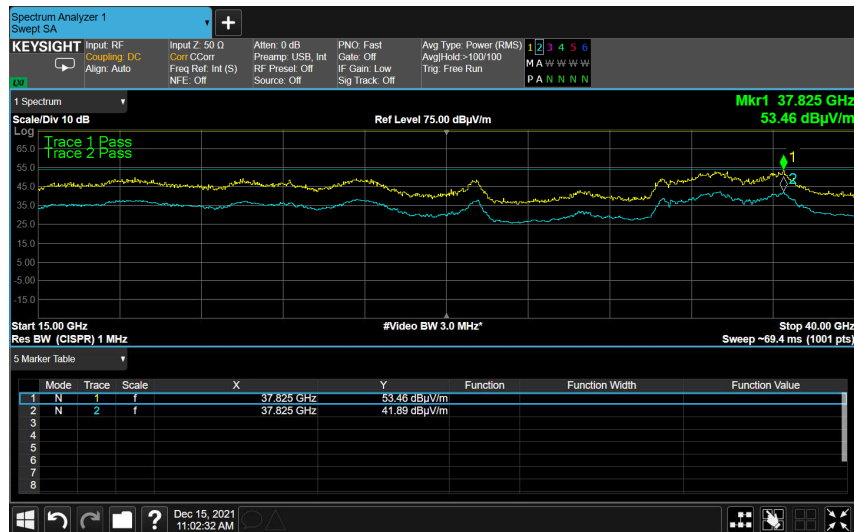 Spectrum Analyzer 1
Swept SA
KEYSIGHT
Input: RF
Coupling: DC
Align: Auto
Input Z: 50 Ω
Corr CCorr
Freq Ref: Int (S)
NFE: Off
Atten: 0 dB
Preamp: USB, Int
RF Presel: Off
Source: Off
PNO: Fast
Gate: Off
IF Gain: Low
Sig Track: Off
Avg Type: Power (RMS)
Avg|Hold:>100/100
Trig: Free Run
1 2 3 4 5 6
M A W W W W
P A N N N N
LXI
1 Spectrum
Mkr1 37.825 GHz
Scale/Div 10 dB
Ref Level 75.00 dBµV/m
53.46 dBµV/m
Log
Trace 1 Pass
Trace 2 Pass
65.0
55.0
45.0
35.0
25.0
15.0
5.00
-5.00
-15.0
1
2
Start 15.00 GHz
#Video BW 3.0 MHz*
Stop 40.00 GHz
Res BW (CISPR) 1 MHz
Sweep ~69.4 ms (1001 pts)
5 Marker Table
Mode Trace Scale X Y Function Function Width Function Value
1 N 1 f 37.825 GHz 53.46 dBµV/m
2 N 2 f 37.825 GHz 41.89 dBµV/m
3
4
5
6
7
8
?
Dec 15, 2021
11:02:32 AM